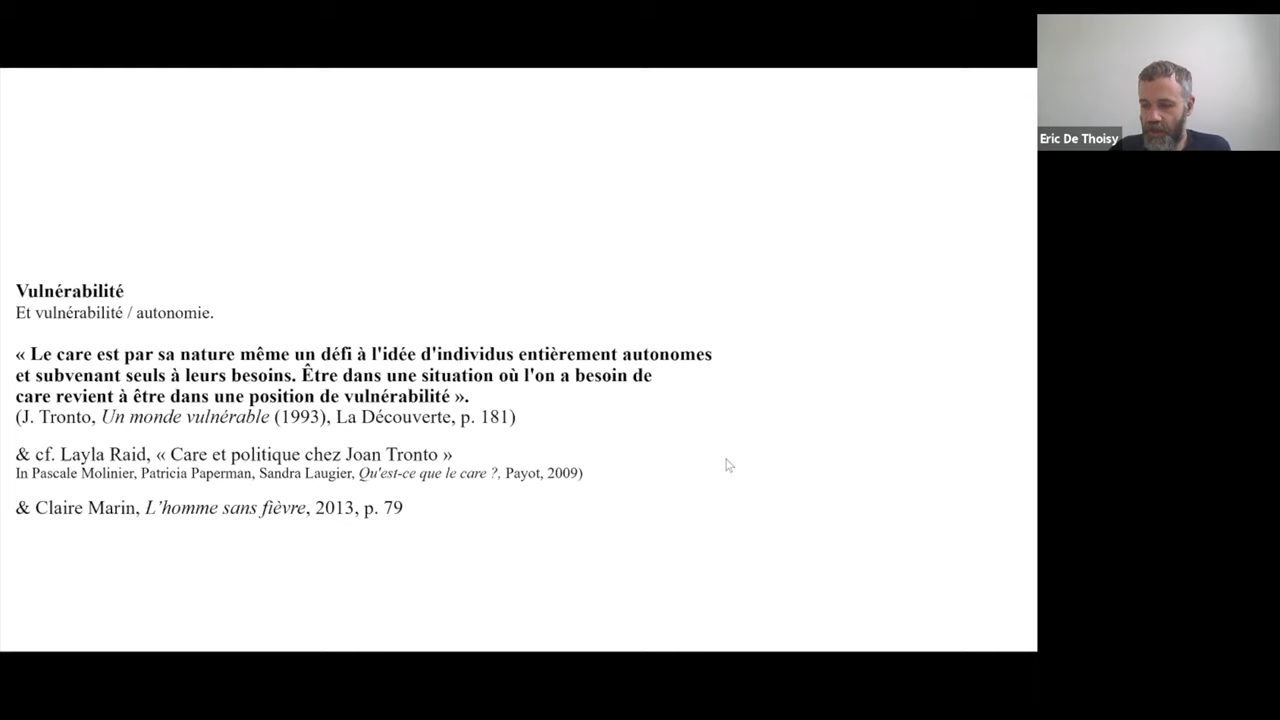 Vulnérabilité
Et vulnérabilité / autonomie.
« Le care est par sa nature même un défi à l'idée d'individus entièrement autonomes
et subvenant seuls à leurs besoins. Être dans une situation où l'on a besoin de
care revient à être dans une position de vulnérabilité ».
(J. Tronto, Un monde vulnérable (1993), La Découverte, p. 181)
& cf. Layla Raid, « Care et politique chez Joan Tronto »
In Pascale Molinier, Patricia Paperman, Sandra Laugier, Qu'est-ce que le care ?, Payot, 2009)
& Claire Marin, L’homme sans fièvre, 2013, p. 79
Eric De Thoisy